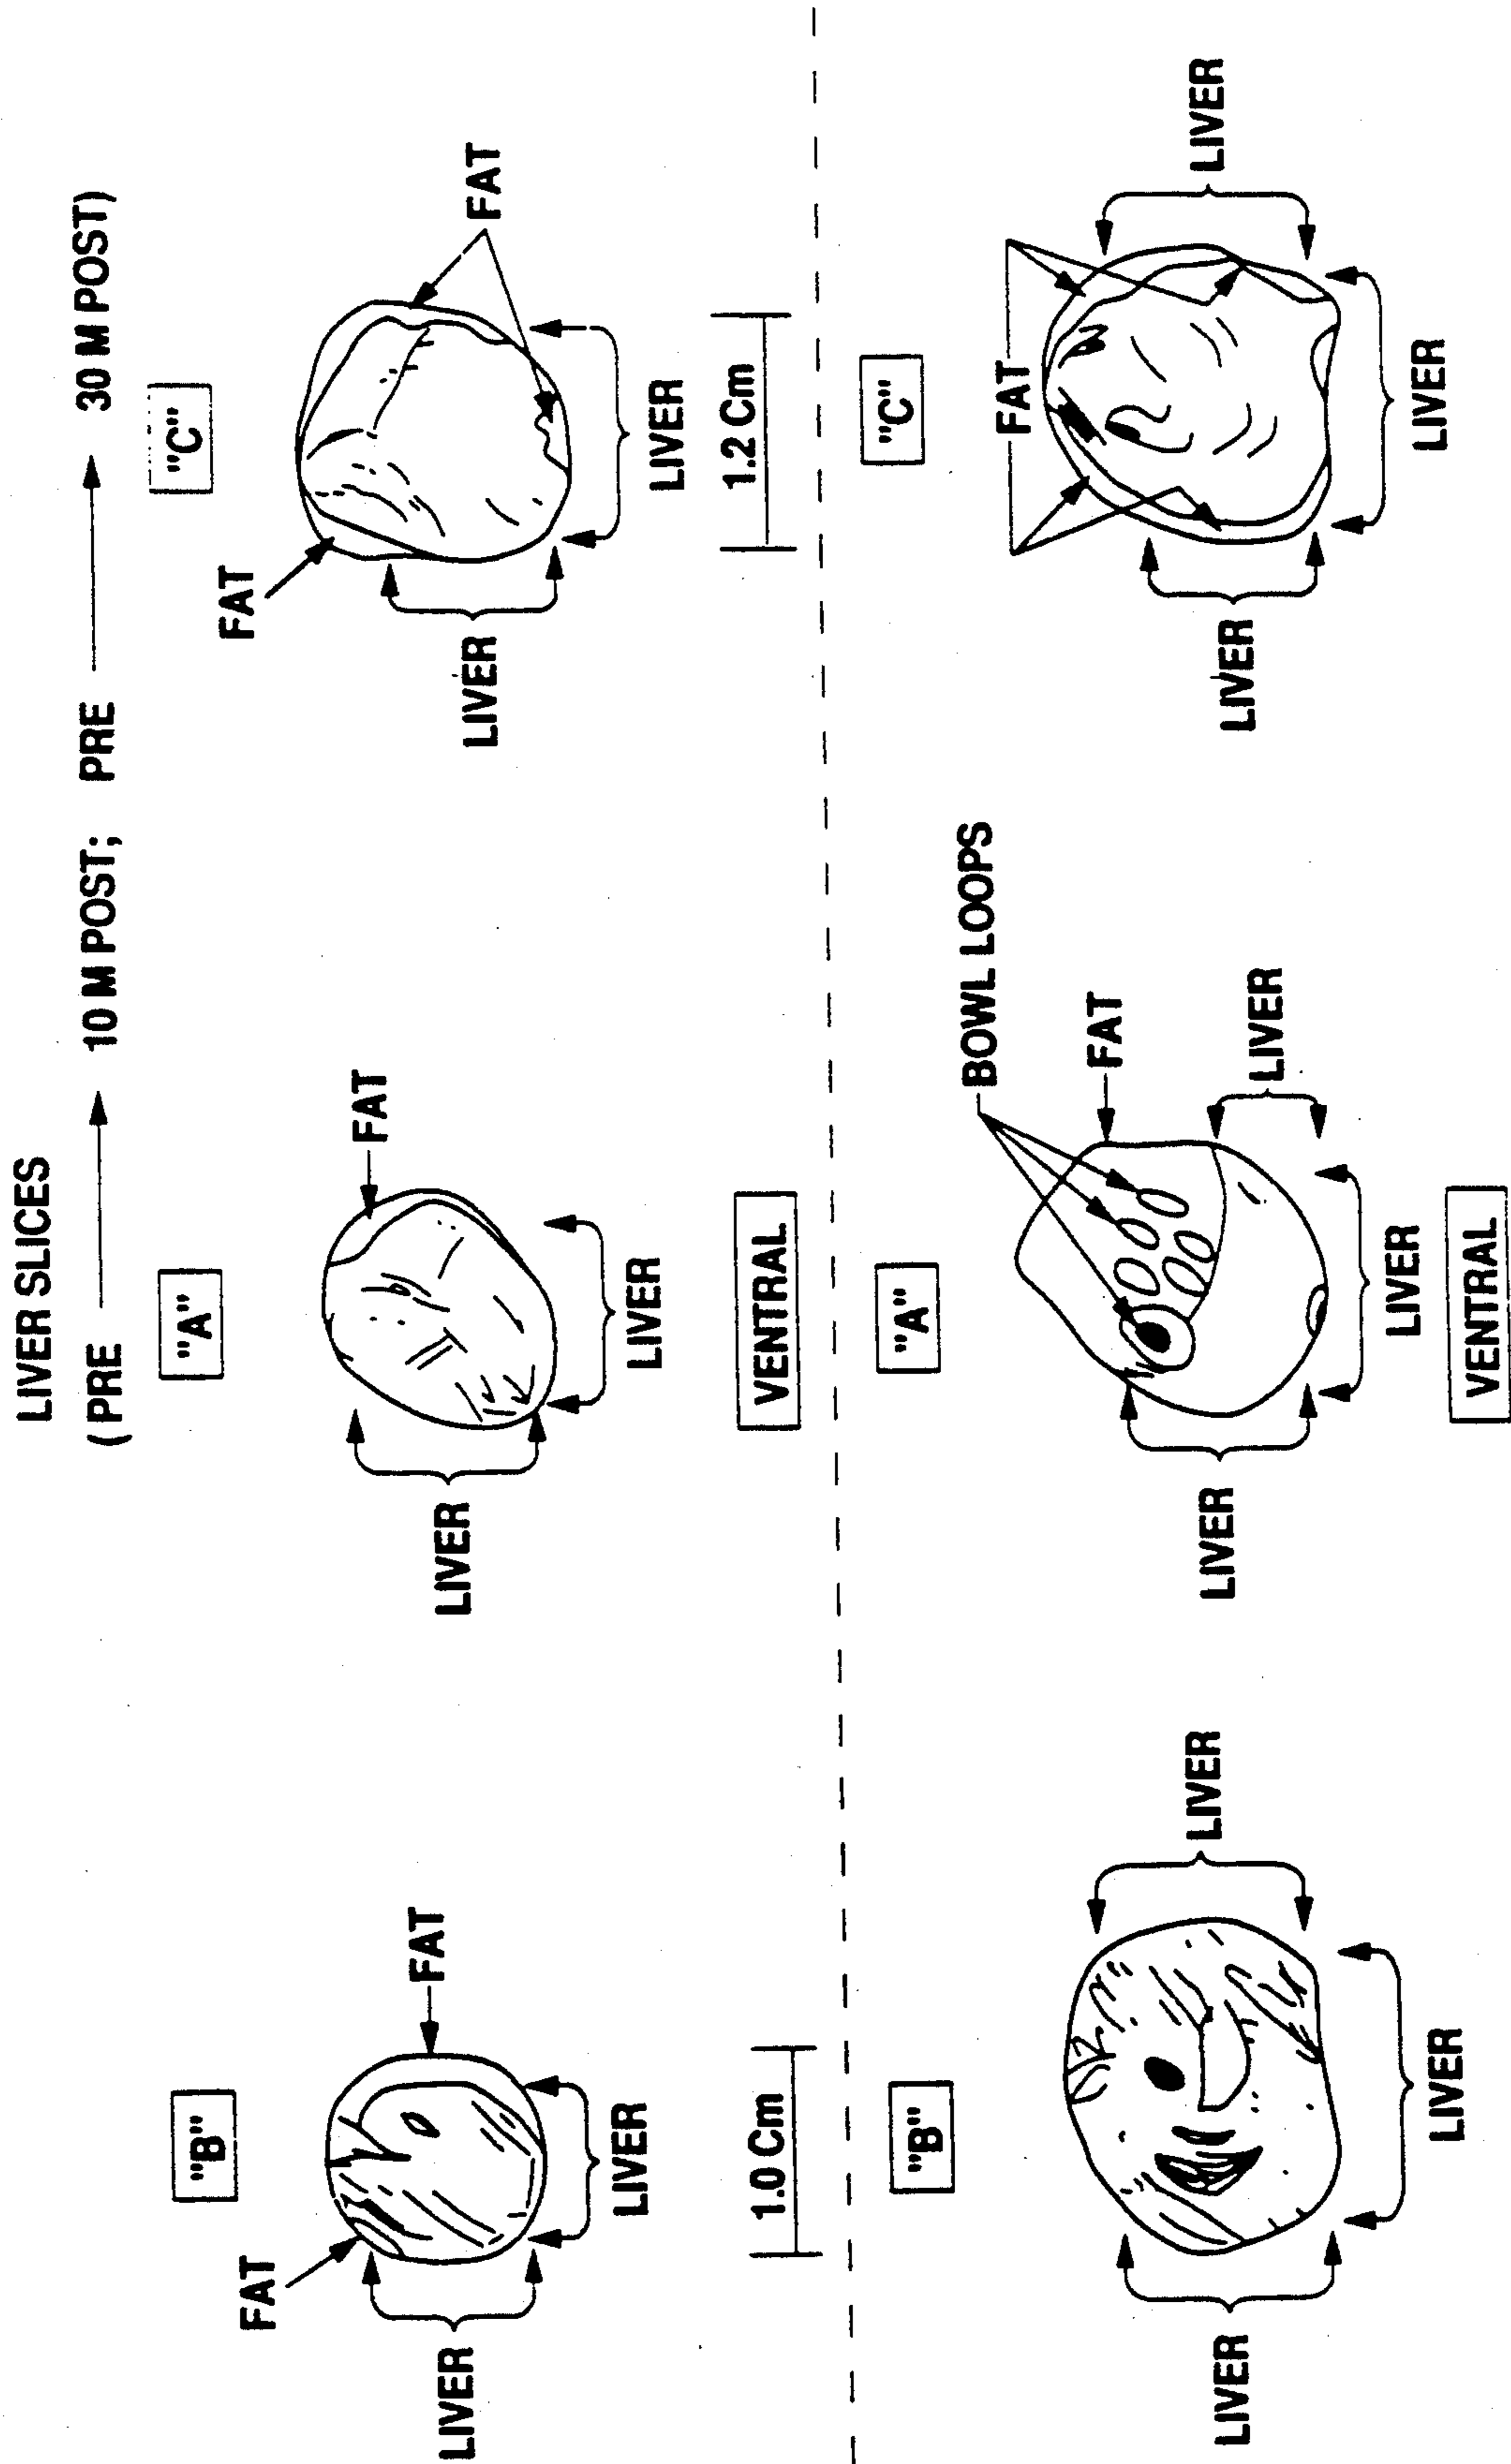 LIVER SLICES
(PRE 10 M POST; PRE 30 M POST)
"B"
"A"
"C"
FAT
FAT
FAT
FAT
FAT
LIVER
LIVER
LIVER
LIVER
LIVER
LIVER
1.0 Cm
VENTRAL
1.2 Cm
"B"
"A"
"C"
BOWL LOOPS
FAT
FAT
LIVER
LIVER
LIVER
LIVER
LIVER
LIVER
LIVER
LIVER
LIVER
VENTRAL